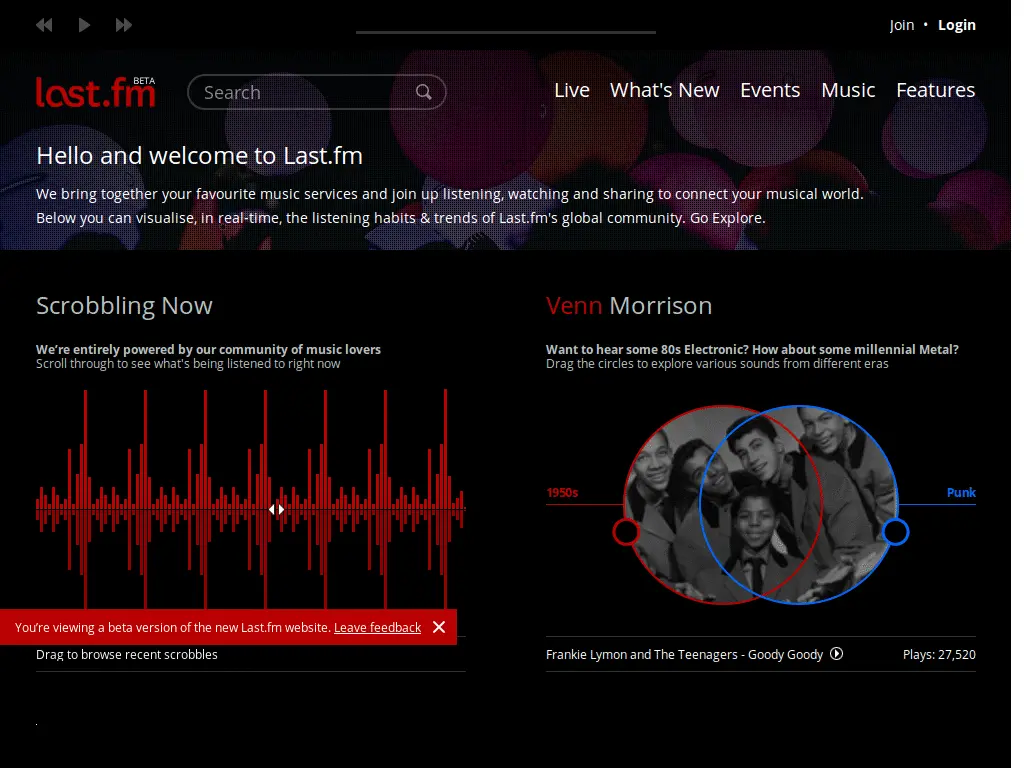 Join • Login
last.fm BETA
Search
Live What's New Events Music Features
Hello and welcome to Last.fm
We bring together your favourite music services and join up listening, watching and sharing to connect your musical world.
Below you can visualise, in real-time, the listening habits & trends of Last.fm's global community. Go Explore.
Scrobbling Now
We're entirely powered by our community of music lovers
Scroll through to see what's being listened to right now
You're viewing a beta version of the new Last.fm website. Leave feedback
Drag to browse recent scrobbles
Venn Morrison
Want to hear some 80s Electronic? How about some millennial Metal?
Drag the circles to explore various sounds from different eras
1950s
Punk
Frankie Lymon and The Teenagers - Goody Goody
Plays: 27,520